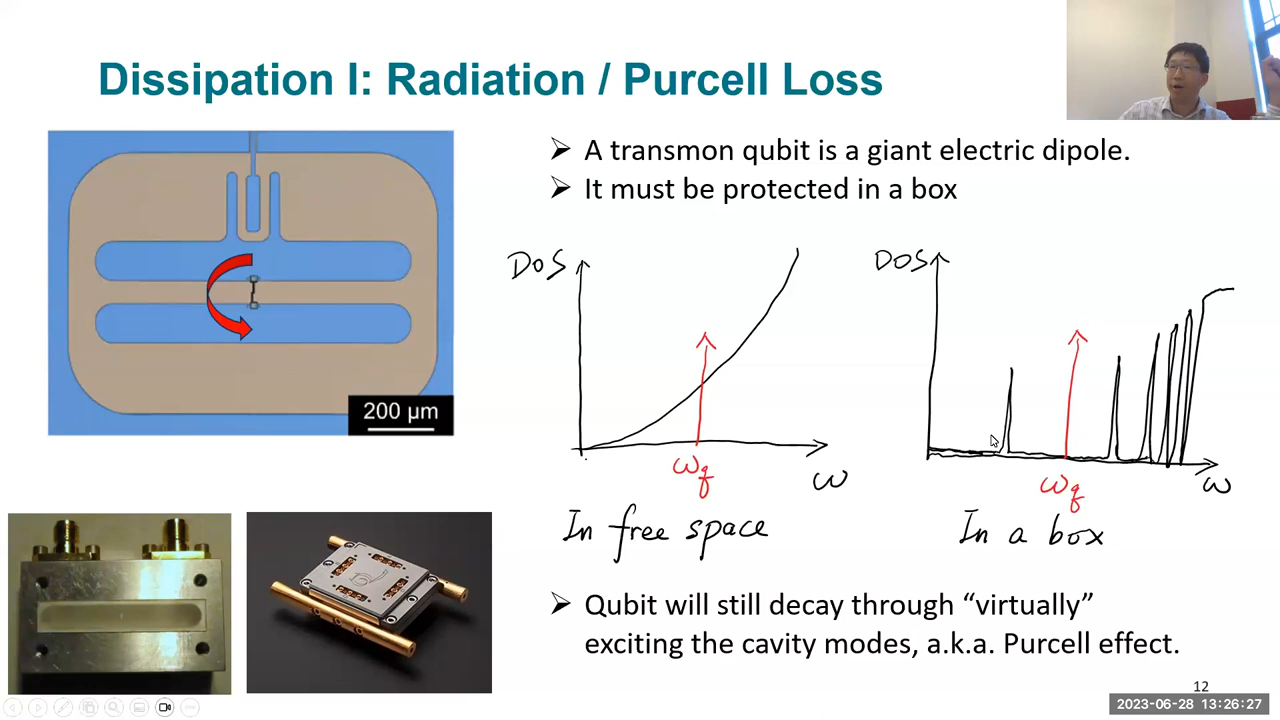 Dissipation I: Radiation / Purcell Loss
200 μm
➢ A transmon qubit is a giant electric dipole.
➢ It must be protected in a box
DOS
ω
ωq
In free space
DOS
ω
ωq
In a box
➢ Qubit will still decay through “virtually”
exciting the cavity modes, a.k.a. Purcell effect.
12
2023-06-28 13:26:27